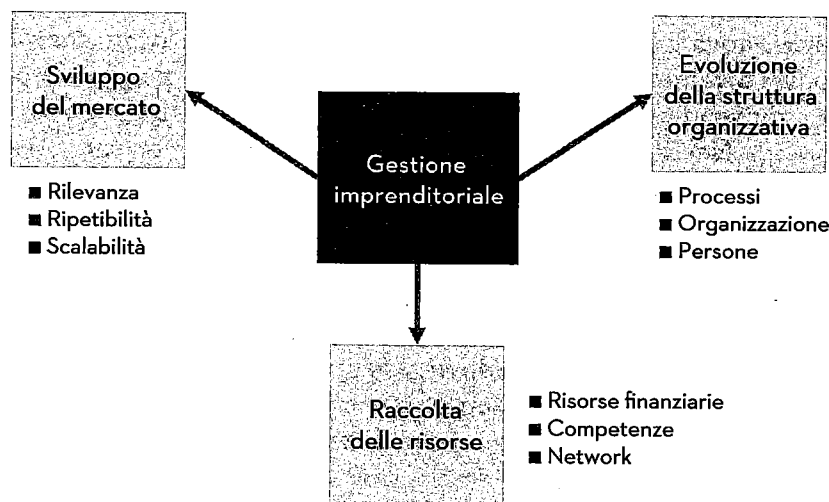 Sviluppo
del mercato
■ Rilevanza
■ Ripetibilità
■ Scalabilità
Gestione
imprenditoriale
Evoluzione
della struttura
organizzativa
■ Processi
■ Organizzazione
■ Persone
Raccolta
delle risorse
■ Risorse finanziarie
■ Competenze
■ Network